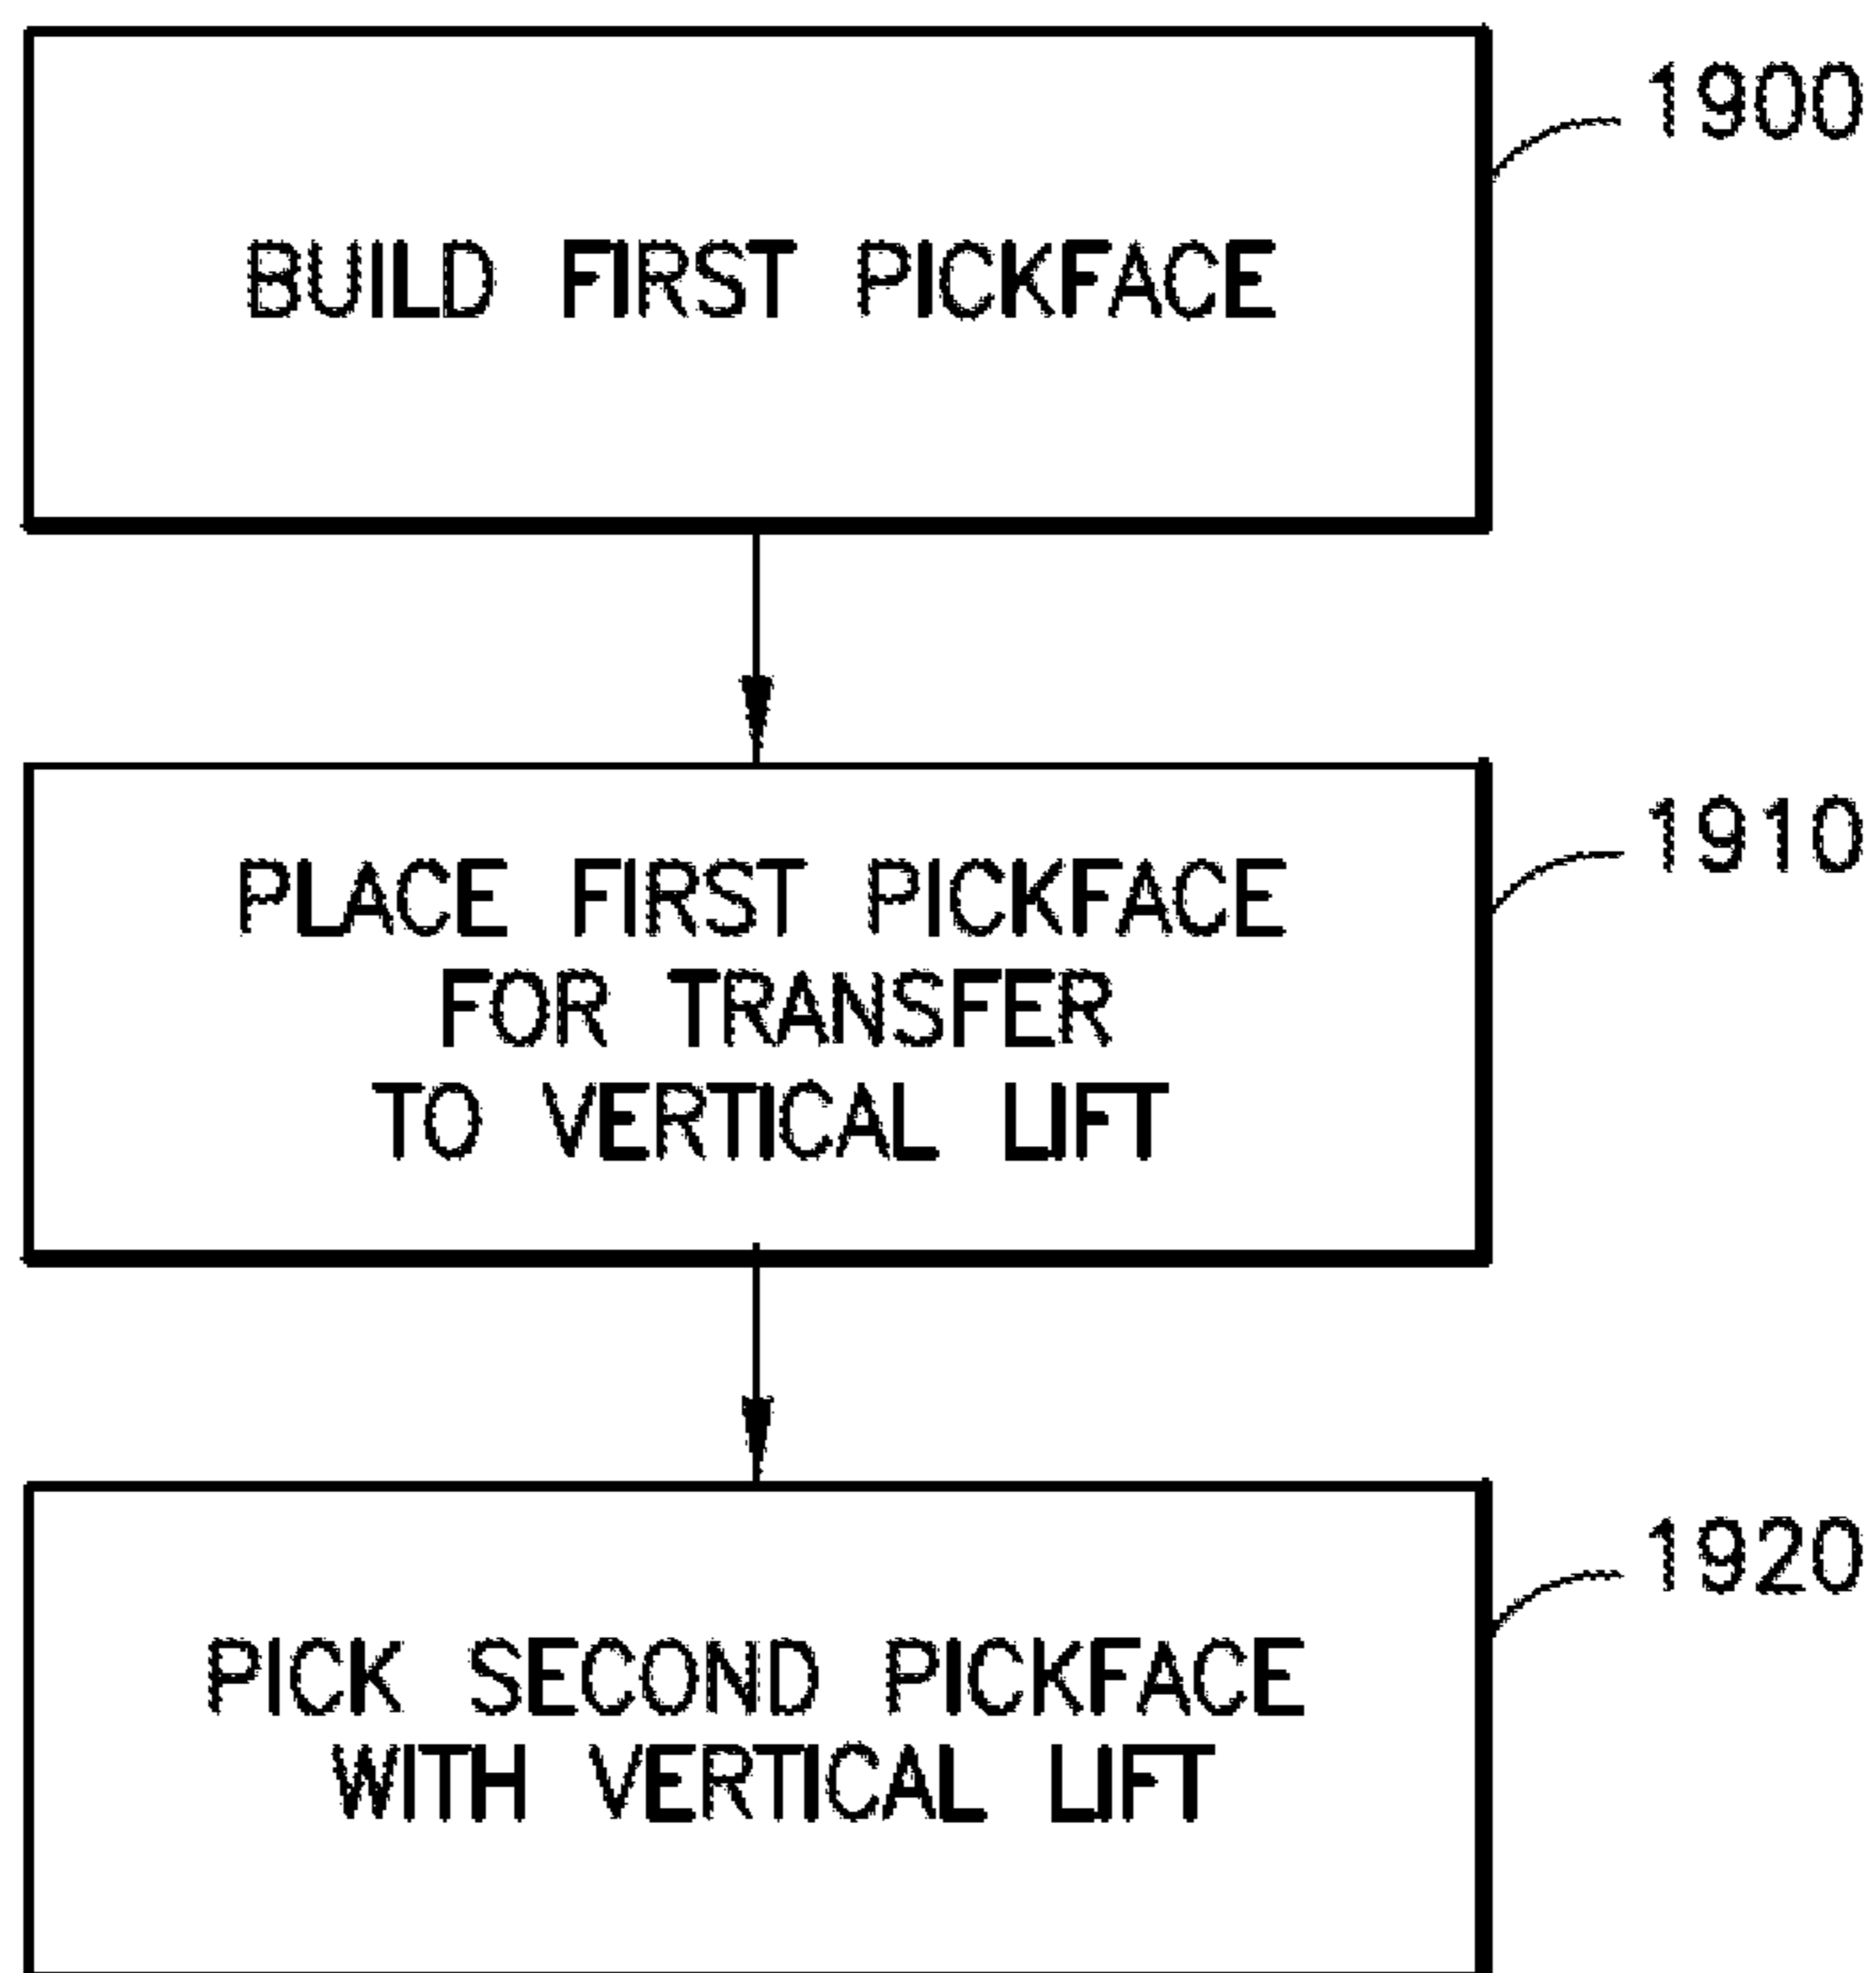 1900
BUILD FIRST PICKFACE
1910
PLACE FIRST PICKFACE
FOR TRANSFER
TO VERTICAL LIFT
1920
PICK SECOND PICKFACE
WITH VERTICAL LIFT